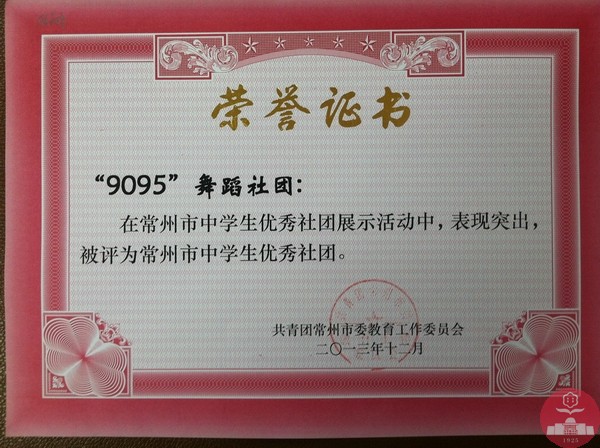 荣誉证书
“9095”舞蹈社团：
在常州市中学生优秀社团展示活动中，表现突出，
被评为常州市中学生优秀社团。
共青团常州市委教育工作委员会
二〇一三年十二月
1925